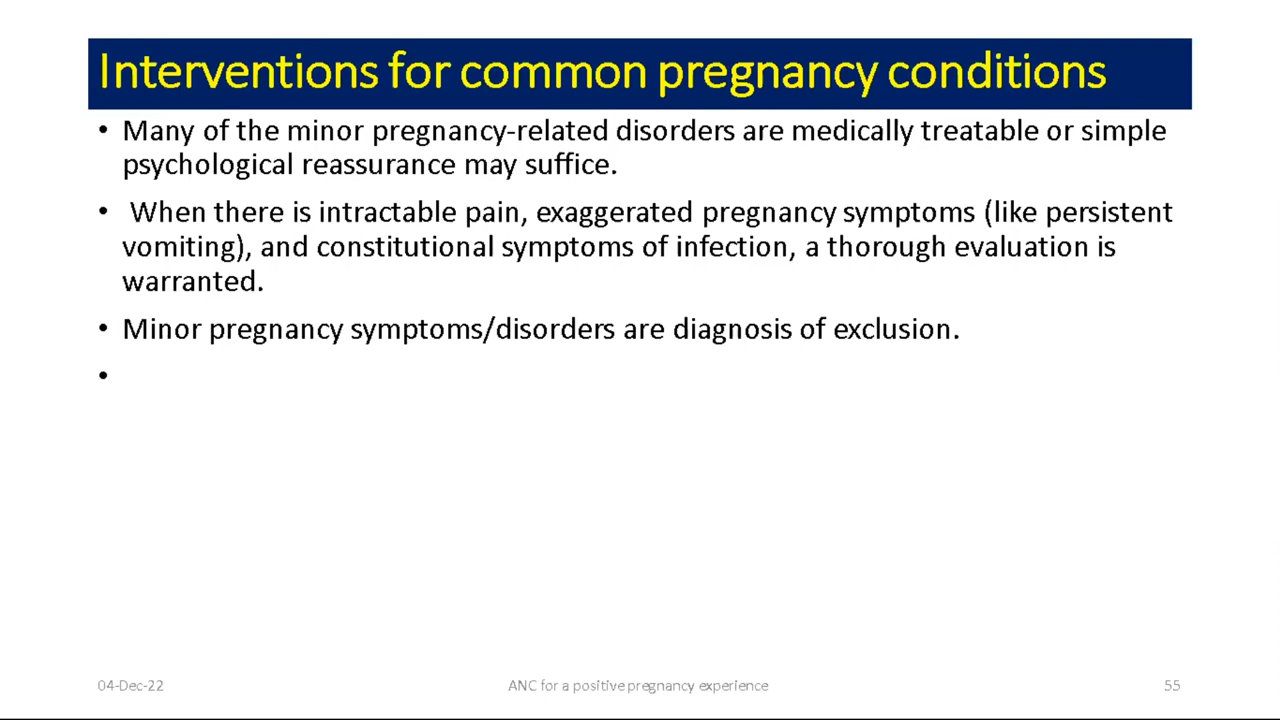 Interventions for common pregnancy conditions
• Many of the minor pregnancy-related disorders are medically treatable or simple
psychological reassurance may suffice.
• When there is intractable pain, exaggerated pregnancy symptoms (like persistent
vomiting), and constitutional symptoms of infection, a thorough evaluation is
warranted.
• Minor pregnancy symptoms/disorders are diagnosis of exclusion.
•
04-Dec-22
ANC for a positive pregnancy experience
55